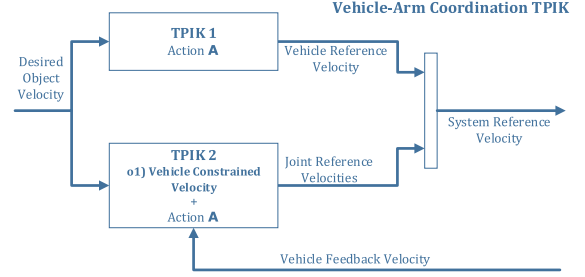 Vehicle-Arm Coordination TPIK
TPIK 1
Action A
Desired
Object
Velocity
Vehicle Reference
Velocity
System Reference
Velocity
TPIK 2
o1) Vehicle Constrained
Velocity
+
Action A
Joint Reference
Velocities
Vehicle Feedback Velocity